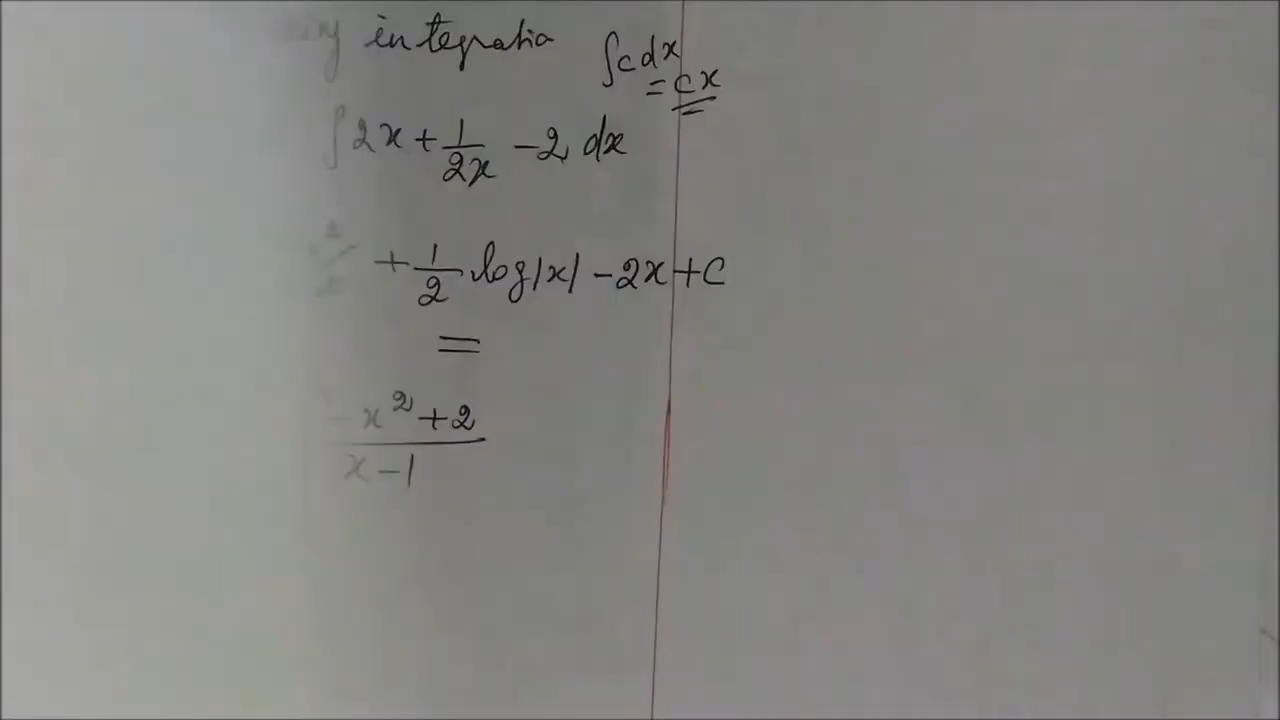 integratio
∫c dx
= cx
∫2x + 1/2x - 2 dx
+ 1/2 log|x| - 2x + c
=
- x² + 2
x - 1